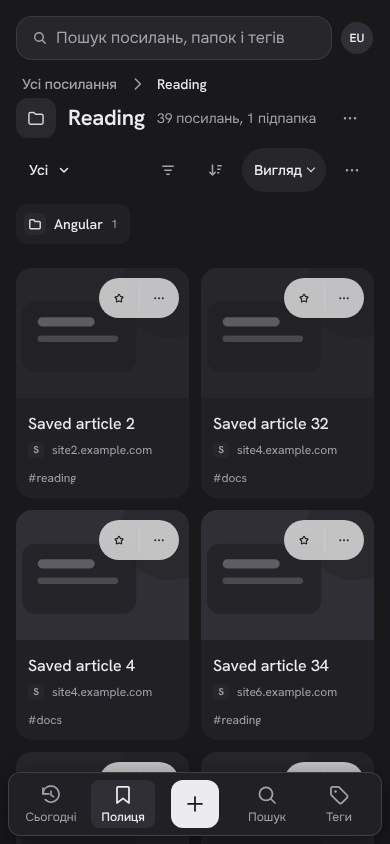 Пошук посилань, папок і тегів
EU
Усі посилання
Reading
Reading
39 посилань, 1 підпапка
Усі
Вигляд
Angular 1
Saved article 2
S site2.example.com
#reading
Saved article 32
S site4.example.com
#docs
Saved article 4
S site4.example.com
#docs
Saved article 34
S site6.example.com
#reading
Сьогодні
Полиця
Пошук
Теги